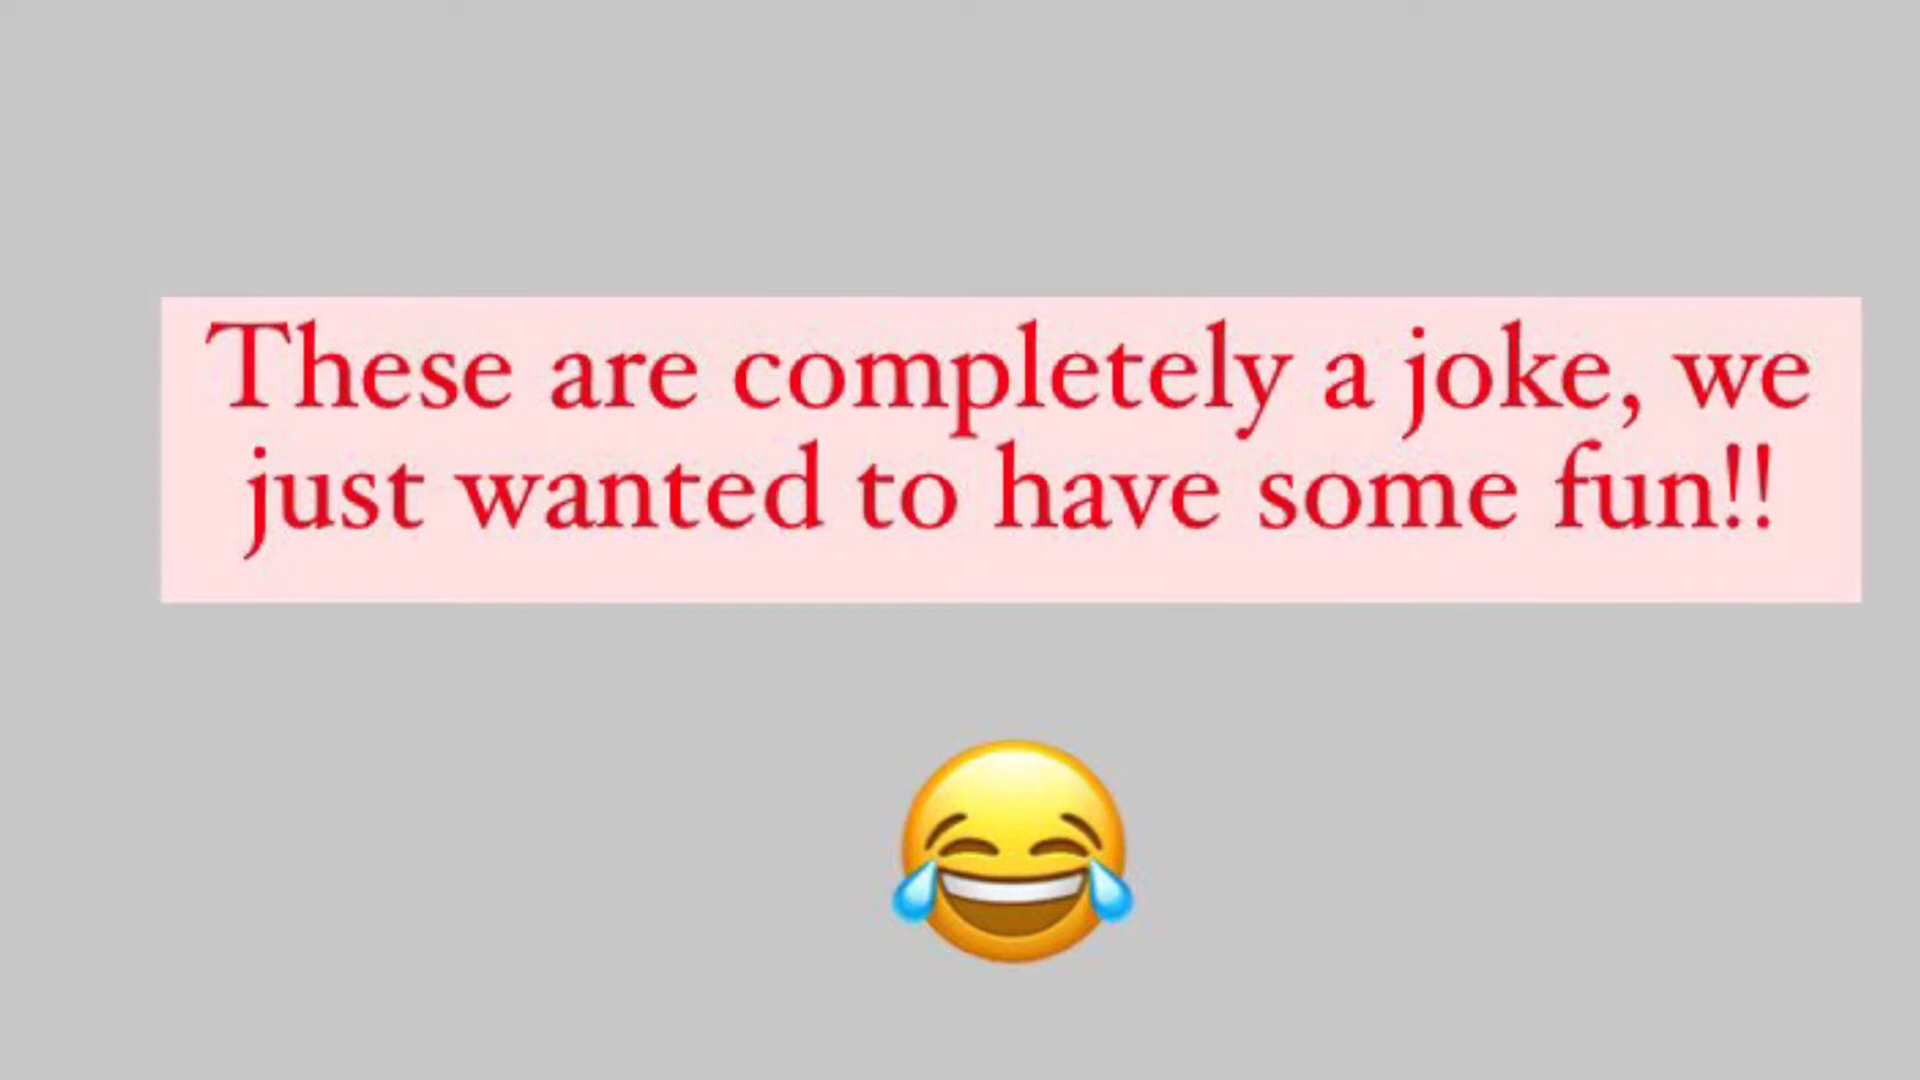 These are completely a joke, we
just wanted to have some fun!!
😂